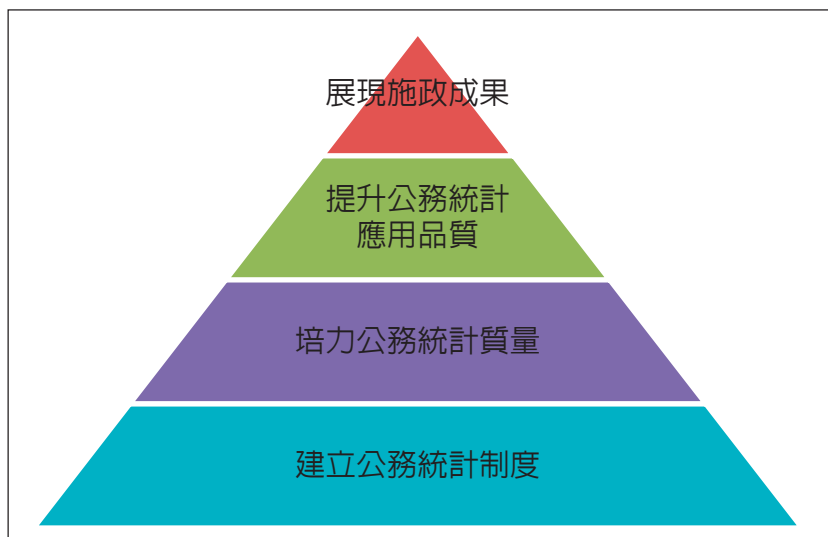 展現施政成果
提升公務統計
應用品質
培力公務統計質量
建立公務統計制度